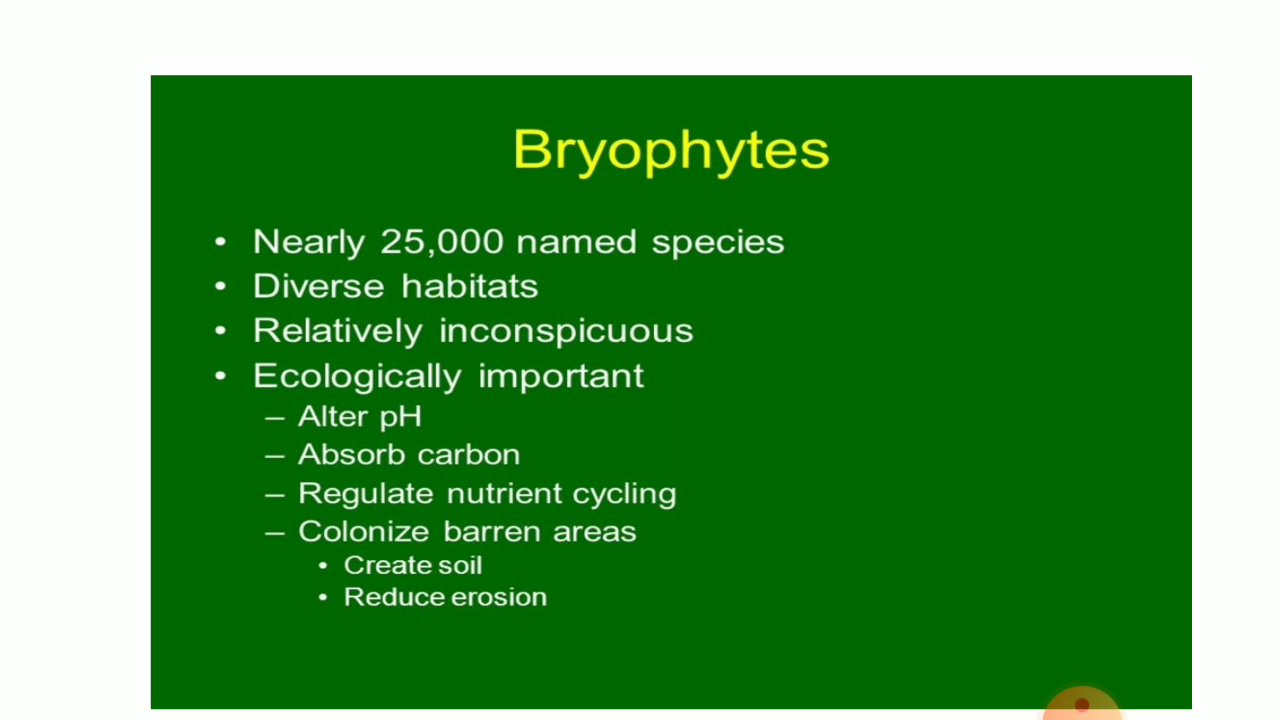 Bryophytes
• Nearly 25,000 named species
• Diverse habitats
• Relatively inconspicuous
• Ecologically important
– Alter pH
– Absorb carbon
– Regulate nutrient cycling
– Colonize barren areas
• Create soil
• Reduce erosion